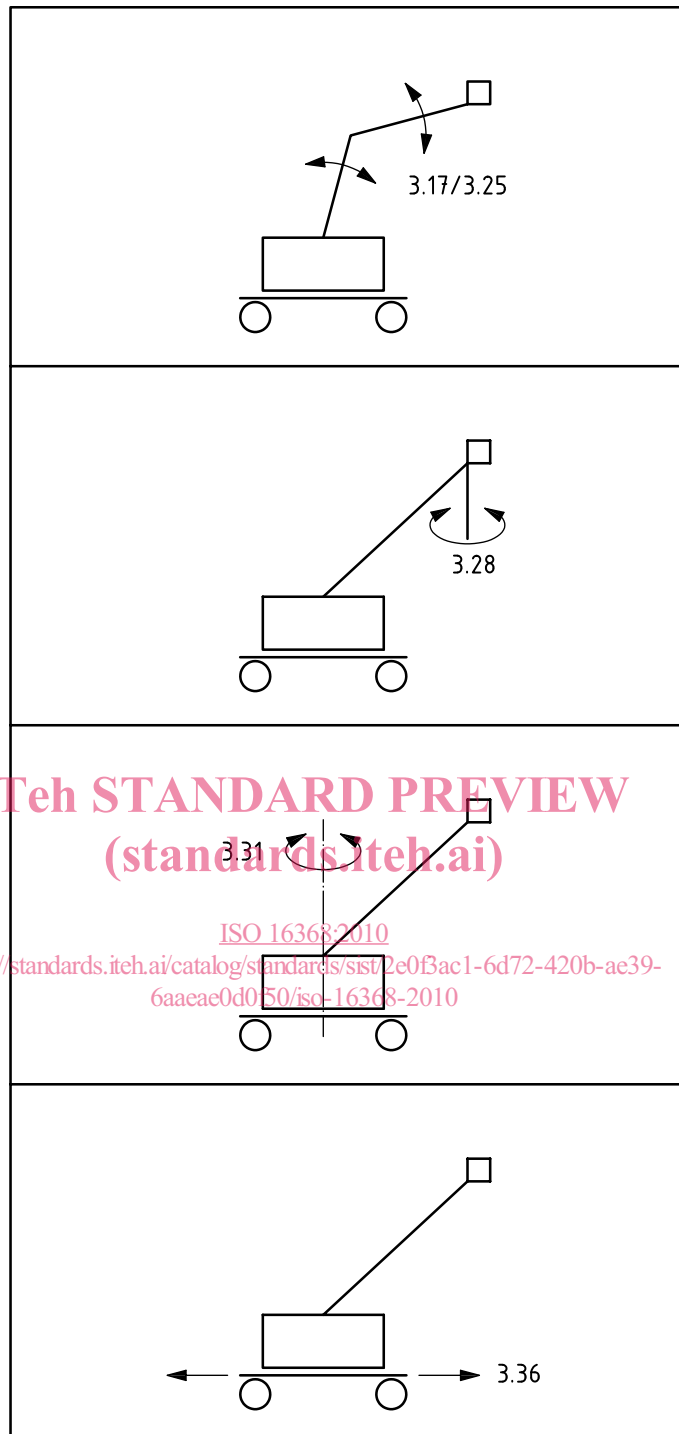 3.17/3.25
3.28
Teh STANDARD PREVIEW
(standards.iteh.ai)
3.31
ISO 16368:2010
//standards.iteh.ai/catalog/standards/sist/2e0f3ac1-6d72-420b-ae39-
6aaeae0d0f50/iso-16368-2010
3.36